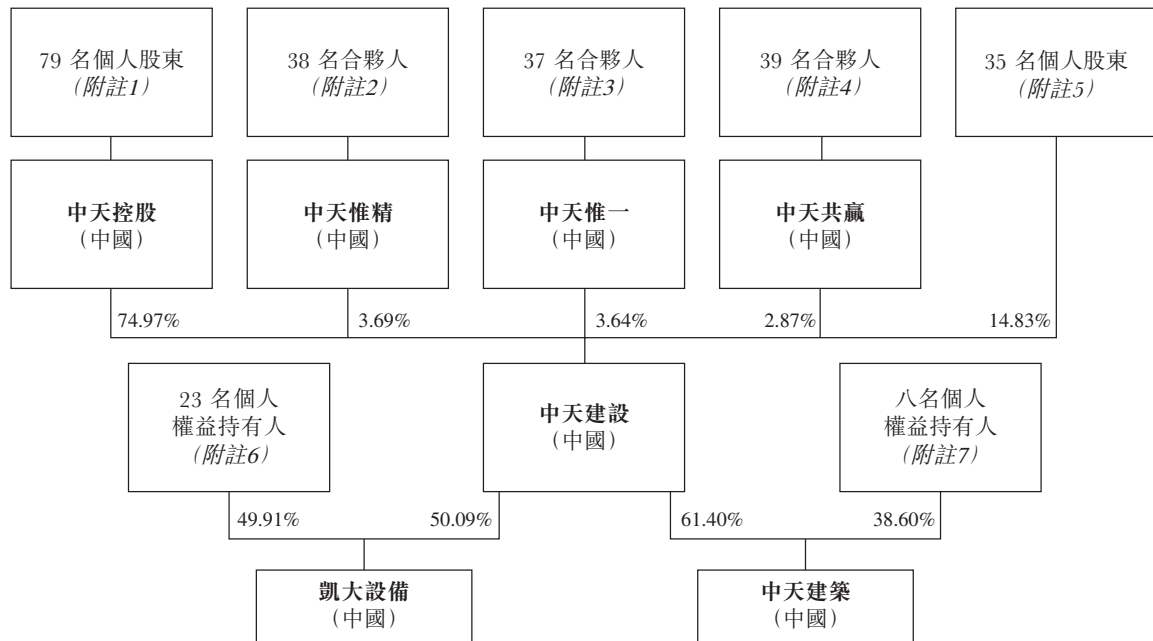 79 名個人股東
（附註1）
38 名合夥人
（附註2）
37 名合夥人
（附註3）
39 名合夥人
（附註4）
35 名個人股東
（附註5）
中天控股
（中國）
中天惟精
（中國）
中天惟一
（中國）
中天共贏
（中國）
74.97%
3.69%
3.64%
2.87%
14.83%
23 名個人
權益持有人
（附註6）
中天建設
（中國）
八名個人
權益持有人
（附註7）
49.91%
50.09%
61.40%
38.60%
凱大設備
（中國）
中天建築
（中國）